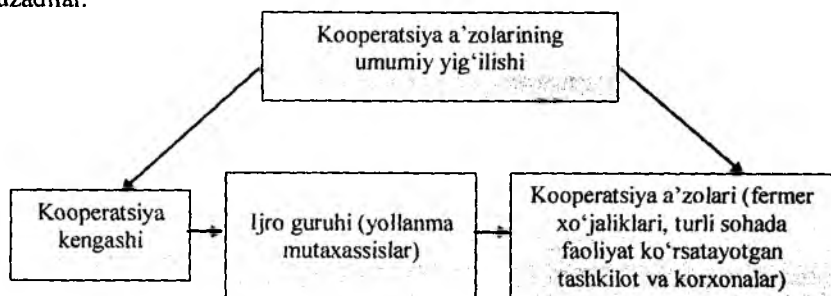 Kooperatsiya a'zolarining
umumiy yig‘ilishi
Kooperatsiya
kengashi
Ijro guruhi (yollanma
mutaxassislar)
Kooperatsiya a'zolari (fermer
xo‘jaliklari, turli sohada
faoliyat ko‘rsatayotgan
tashkilot va korxonalar)